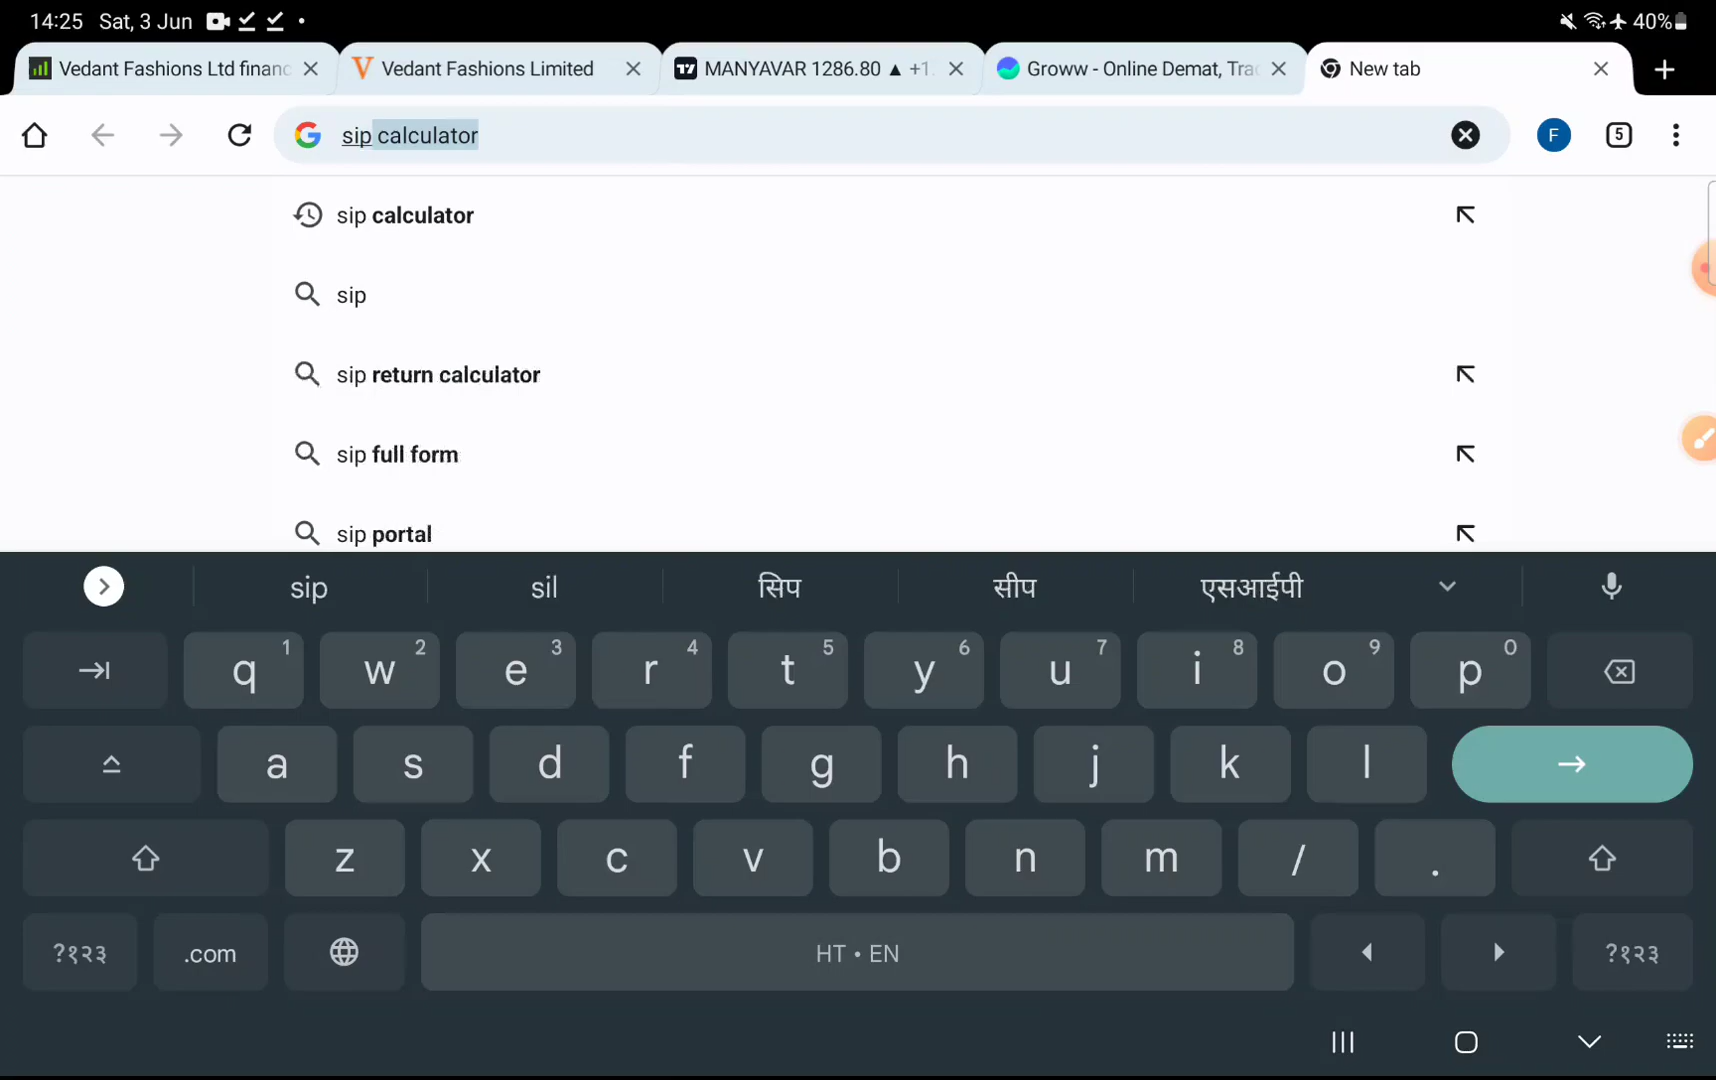 14:25 Sat, 3 Jun 40%
Vedant Fashions Ltd financ
Vedant Fashions Limited
MANYAVAR 1286.80 ▲ +1.
Groww - Online Demat, Trac
New tab
sip calculator
F
5
sip calculator
sip
sip return calculator
sip full form
sip portal
sip sil सिप सीप एसआईपी
q 1 w 2 e 3 r 4 t 5 y 6 u 7 i 8 o 9 p 0
a s d f g h j k l
z x c v b n m / .
?१२३ .com HT • EN ?१२३